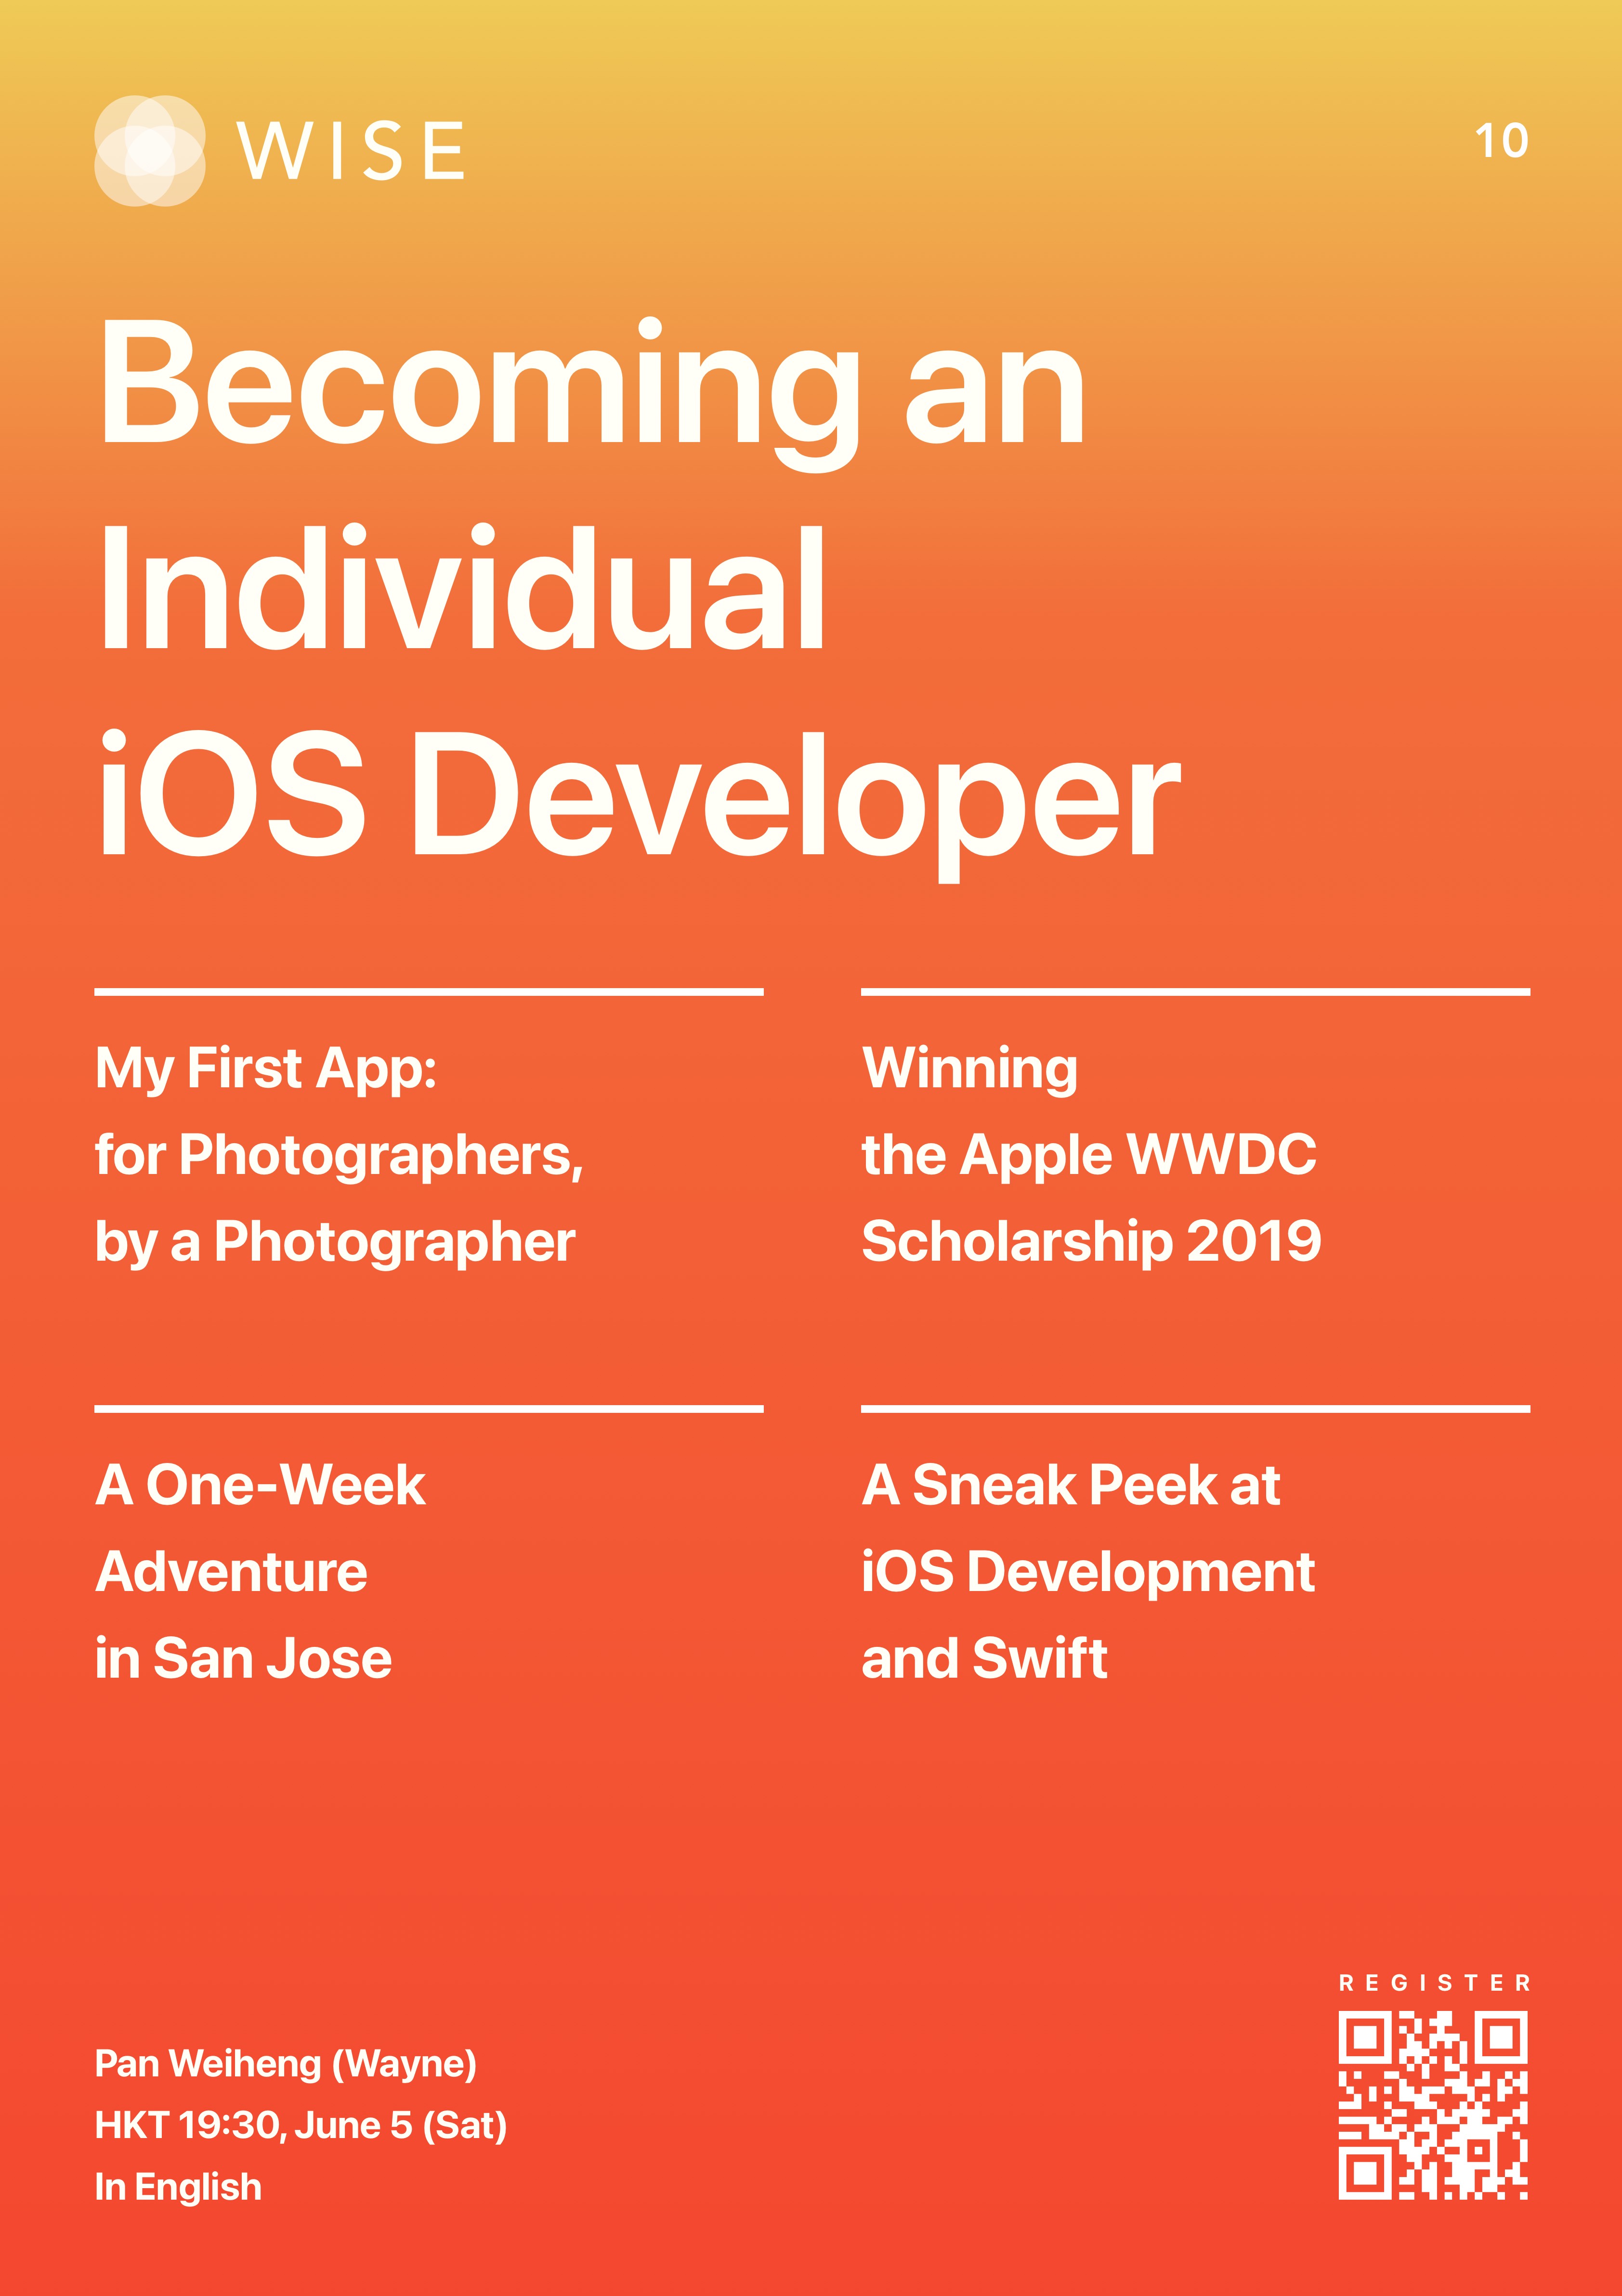 WISE
10
Becoming an
Individual
iOS Developer
My First App:
for Photographers,
by a Photographer
Winning
the Apple WWDC
Scholarship 2019
A One-Week
Adventure
in San Jose
A Sneak Peek at
iOS Development
and Swift
REGISTER
Pan Weiheng (Wayne)
HKT 19:30, June 5 (Sat)
In English